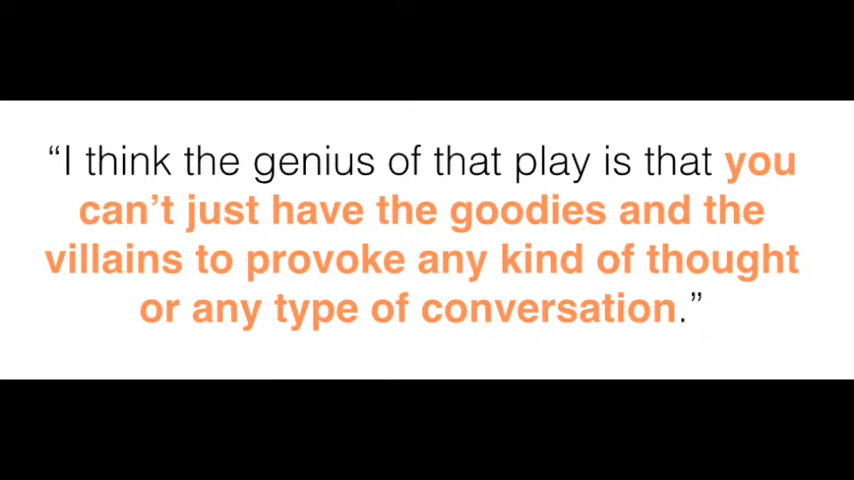 “I think the genius of that play is that you
can’t just have the goodies and the
villains to provoke any kind of thought
or any type of conversation.”